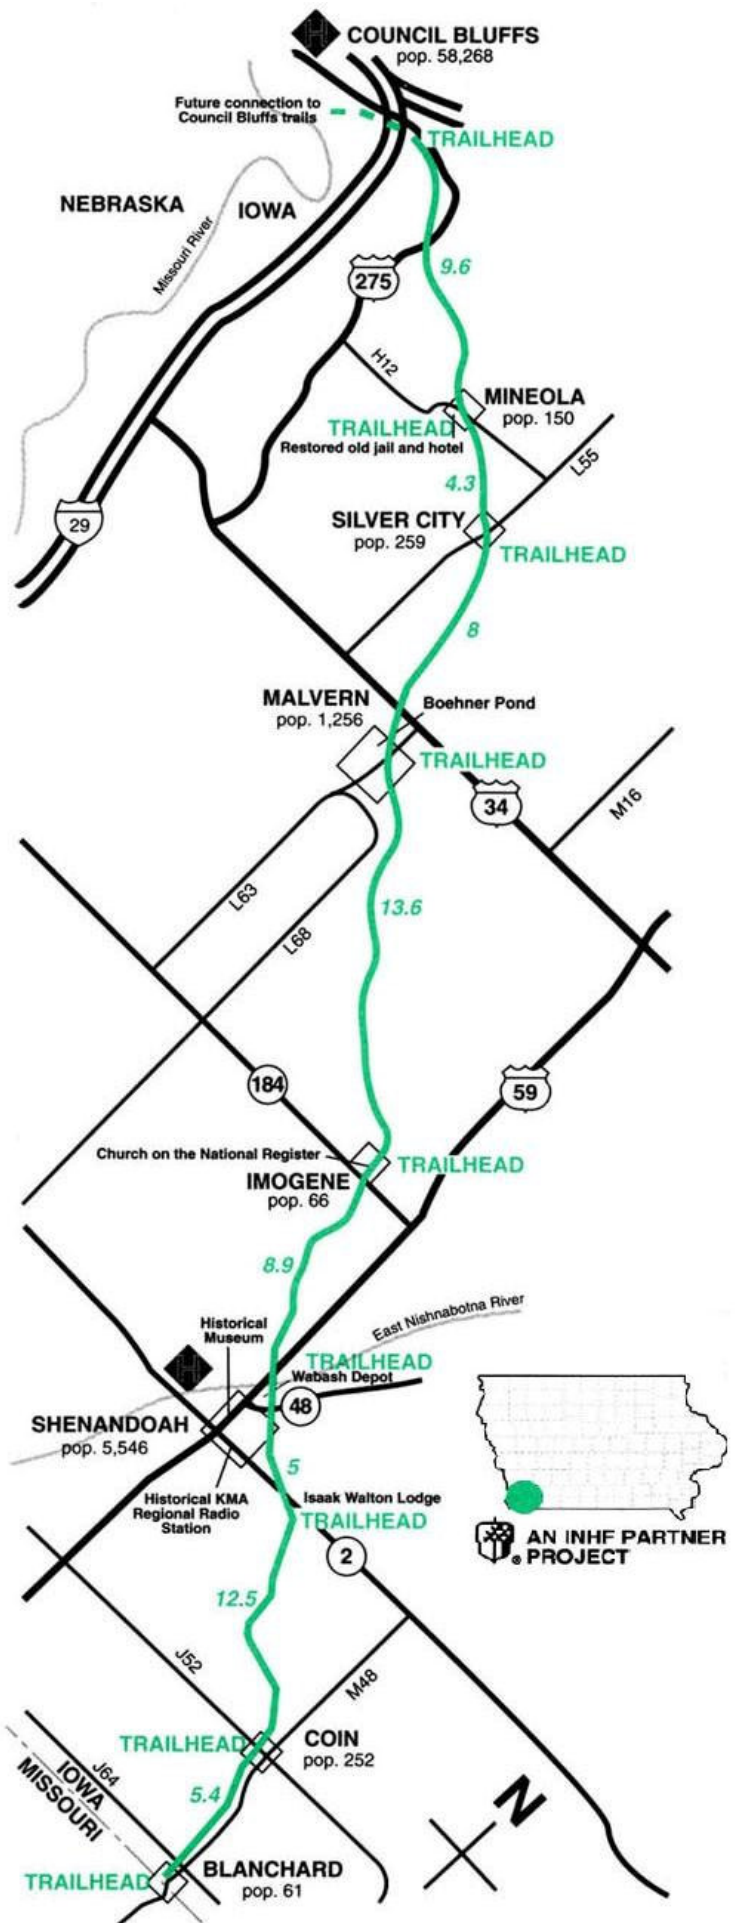 H
COUNCIL BLUFFS
pop. 58,268
Future connection to
Council Bluffs trails
TRAILHEAD
NEBRASKA
IOWA
Missouri River
9.6
275
H12
MINEOLA
pop. 150
TRAILHEAD
Restored old jail and hotel
L55
4.3
29
SILVER CITY
pop. 259
TRAILHEAD
8
MALVERN
pop. 1,256
Boehner Pond
TRAILHEAD
34
M16
L63
13.6
L68
184
59
Church on the National Register
TRAILHEAD
IMOGENE
pop. 66
8.9
East Nishnabotna River
Historical
Museum
TRAILHEAD
H
Wabash Depot
48
SHENANDOAH
pop. 5,546
5
Historical KMA
Regional Radio
Station
Isaak Walton Lodge
TRAILHEAD
2
AN INHF PARTNER
® PROJECT
12.5
J52
M48
TRAILHEAD
COIN
pop. 252
J64
IOWA
MISSOURI
5.4
N
TRAILHEAD
BLANCHARD
pop. 61